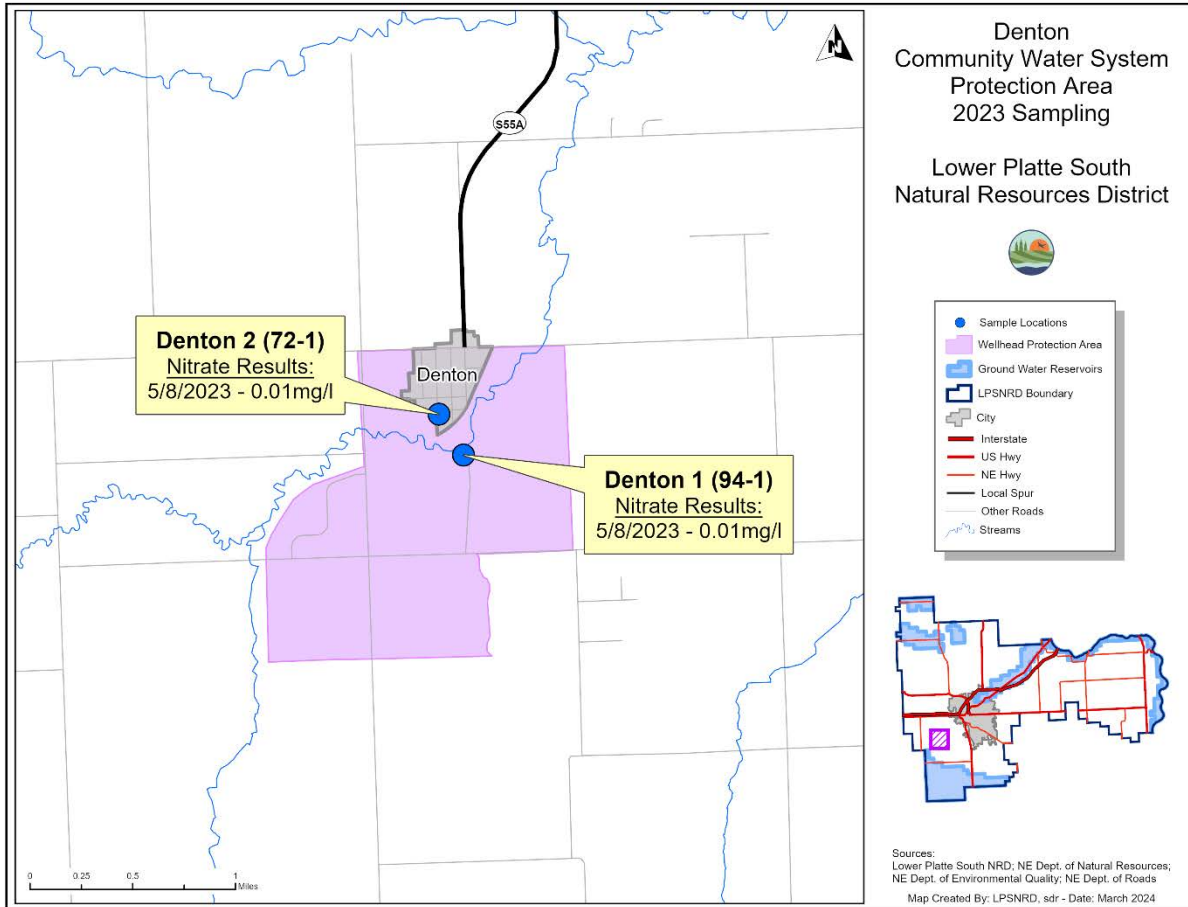 Denton
Community Water System
Protection Area
2023 Sampling
Lower Platte South
Natural Resources District
N
S55A
Denton 2 (72-1)
Nitrate Results:
5/8/2023 - 0.01mg/l
Denton
Denton 1 (94-1)
Nitrate Results:
5/8/2023 - 0.01mg/l
Sample Locations
Wellhead Protection Area
Ground Water Reservoirs
LPSNRD Boundary
City
Interstate
US Hwy
NE Hwy
Local Spur
Other Roads
Streams
0 0.25 0.5 1
Miles
Sources:
Lower Platte South NRD; NE Dept. of Natural Resources;
NE Dept. of Environmental Quality; NE Dept. of Roads
Map Created By: LPSNRD, sdr - Date: March 2024